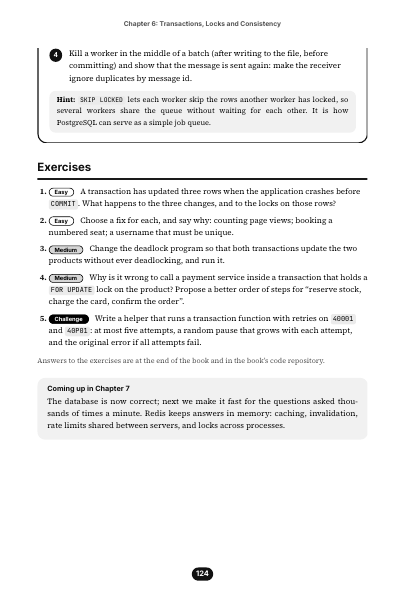 Chapter 6: Transactions, Locks and Consistency
4 Kill a worker in the middle of a batch (after writing to the file, before
committing) and show that the message is sent again: make the receiver
ignore duplicates by message id.
Hint: SKIP LOCKED lets each worker skip the rows another worker has locked, so
several workers share the queue without waiting for each other. It is how
PostgreSQL can serve as a simple job queue.
Exercises
1. Easy A transaction has updated three rows when the application crashes before
COMMIT. What happens to the three changes, and to the locks on those rows?
2. Easy Choose a fix for each, and say why: counting page views; booking a
numbered seat; a username that must be unique.
3. Medium Change the deadlock program so that both transactions update the two
products without ever deadlocking, and run it.
4. Medium Why is it wrong to call a payment service inside a transaction that holds a
FOR UPDATE lock on the product? Propose a better order of steps for “reserve stock,
charge the card, confirm the order”.
5. Challenge Write a helper that runs a transaction function with retries on 40001
and 40P01: at most five attempts, a random pause that grows with each attempt,
and the original error if all attempts fail.
Answers to the exercises are at the end of the book and in the book’s code repository.
Coming up in Chapter 7
The database is now correct; next we make it fast for the questions asked thou-
sands of times a minute. Redis keeps answers in memory: caching, invalidation,
rate limits shared between servers, and locks across processes.
124